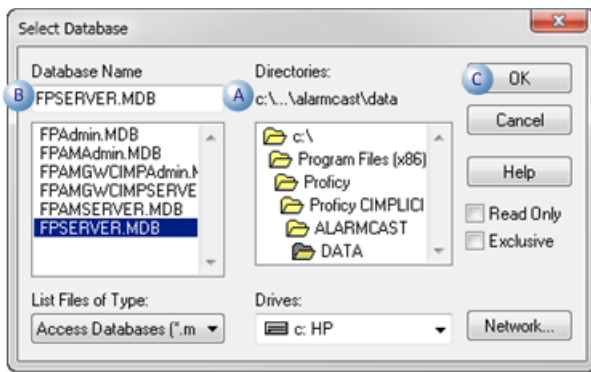 Select Database
Database Name
B FPSERVER.MDB
FPAdmin.MDB
FPAMAdmin.MDB
FPAMGWCIMPAdmin.M
FPAMGWCIMPSERVE
FPAMSERVER.MDB
FPSERVER.MDB
List Files of Type:
Access Databases (*.m
Directories:
A c:\...\alarmcast\data
c:\
Program Files (x86)
Proficy
Proficy CIMPLICI
ALARMCAST
DATA
Drives:
c: HP
C OK
Cancel
Help
Read Only
Exclusive
Network...